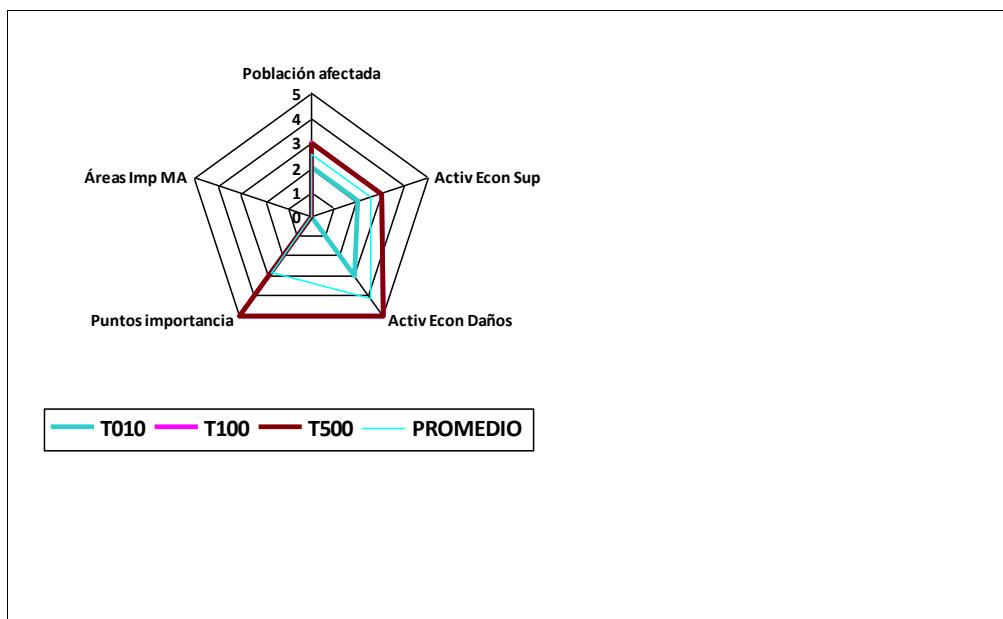 Población afectada
5
4
3
2
1
0
Áreas Imp MA
Activ Econ Sup
Puntos importancia
Activ Econ Daños
T010 T100 T500 PROMEDIO